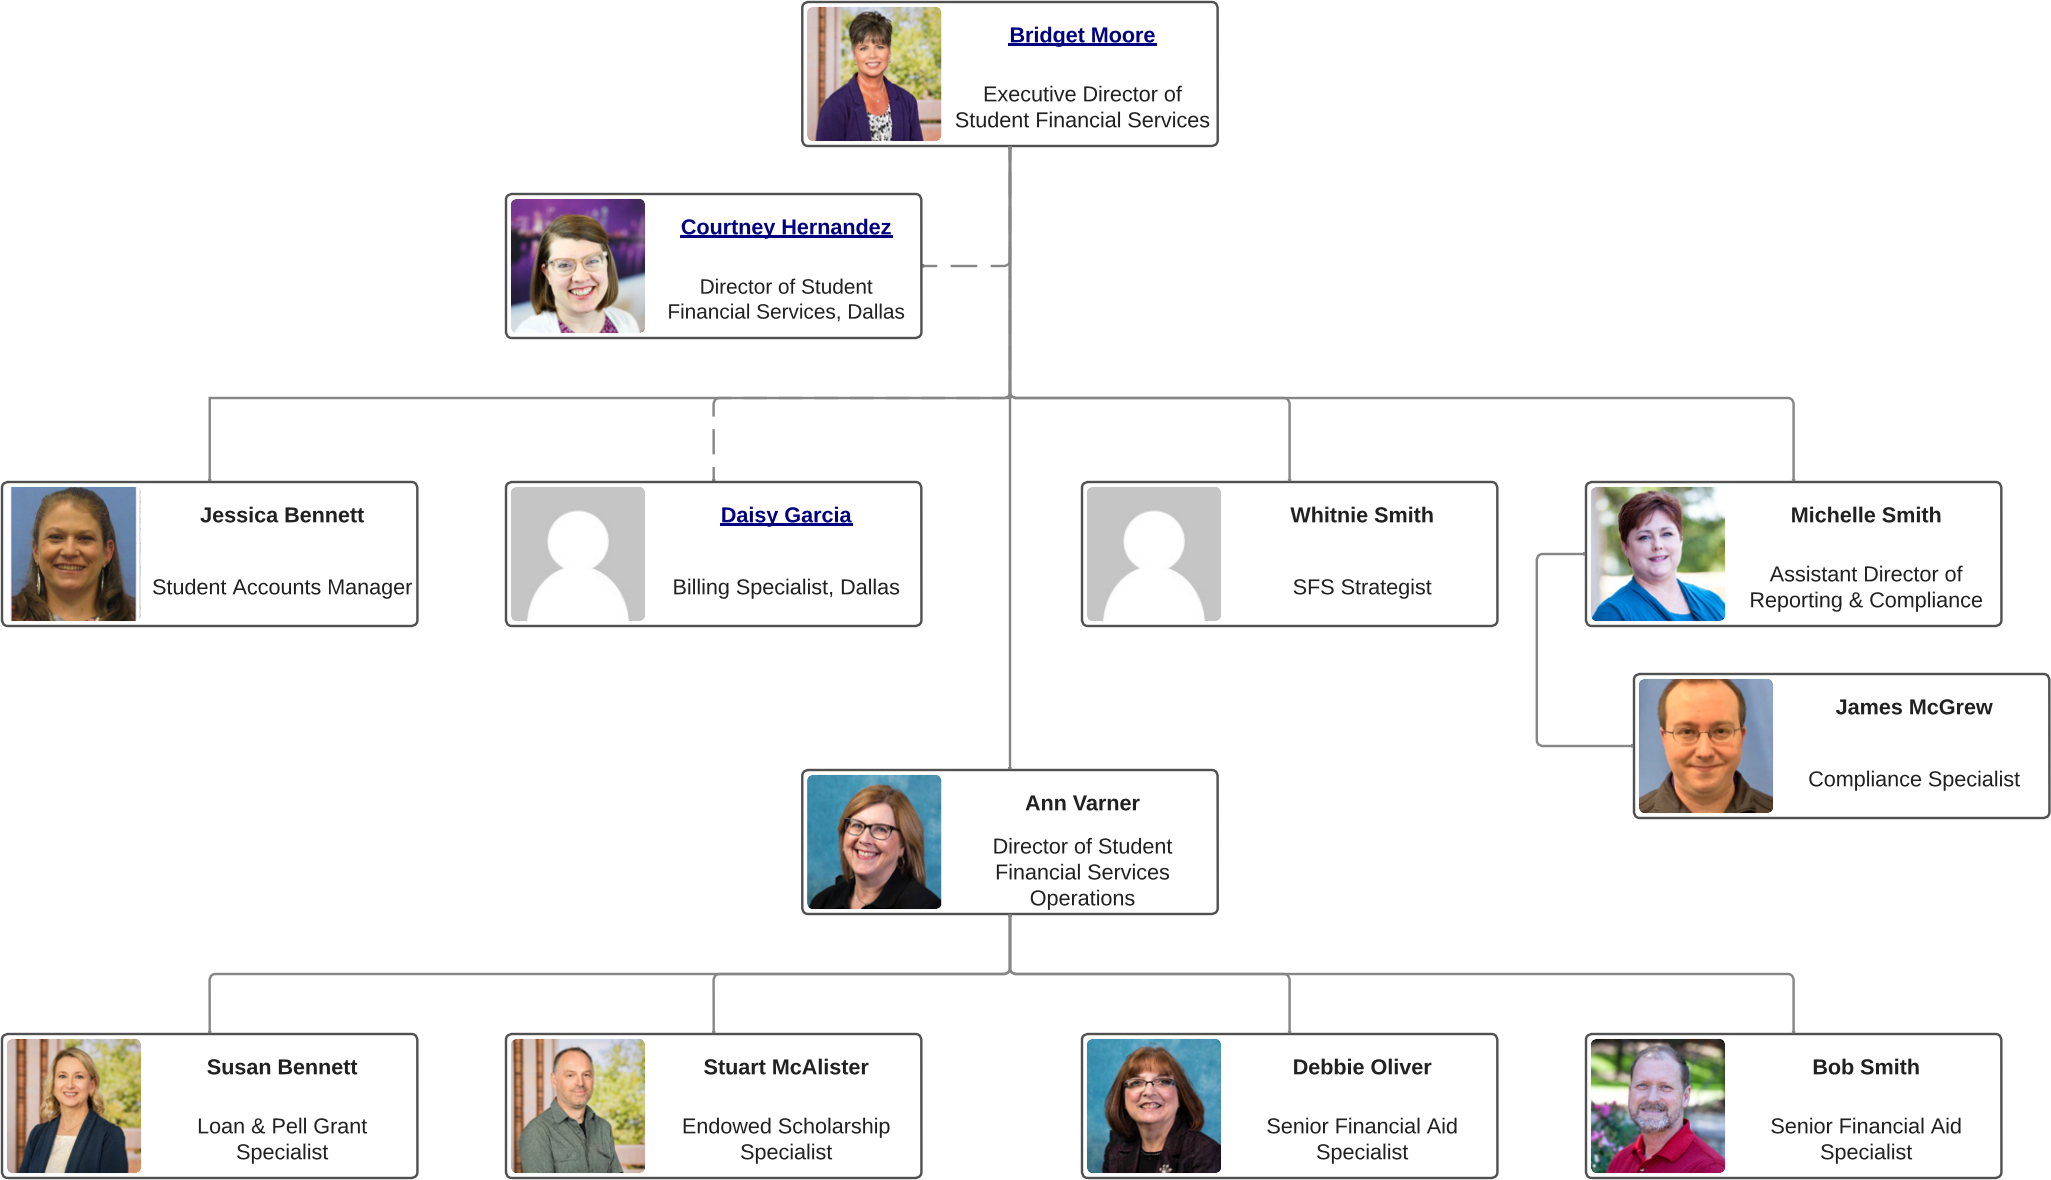 Bridget Moore
Executive Director of
Student Financial Services
Courtney Hernandez
Director of Student
Financial Services, Dallas
Jessica Bennett
Student Accounts Manager
Daisy Garcia
Billing Specialist, Dallas
Whitnie Smith
SFS Strategist
Michelle Smith
Assistant Director of
Reporting & Compliance
James McGrew
Compliance Specialist
Ann Varner
Director of Student
Financial Services
Operations
Susan Bennett
Loan & Pell Grant
Specialist
Stuart McAlister
Endowed Scholarship
Specialist
Debbie Oliver
Senior Financial Aid
Specialist
Bob Smith
Senior Financial Aid
Specialist